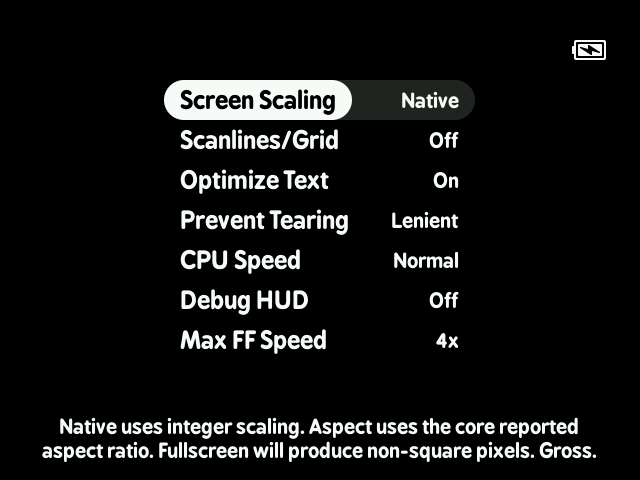 Screen Scaling Native
Scanlines/Grid Off
Optimize Text On
Prevent Tearing Lenient
CPU Speed Normal
Debug HUD Off
Max FF Speed 4x
Native uses integer scaling. Aspect uses the core reported
aspect ratio. Fullscreen will produce non-square pixels. Gross.